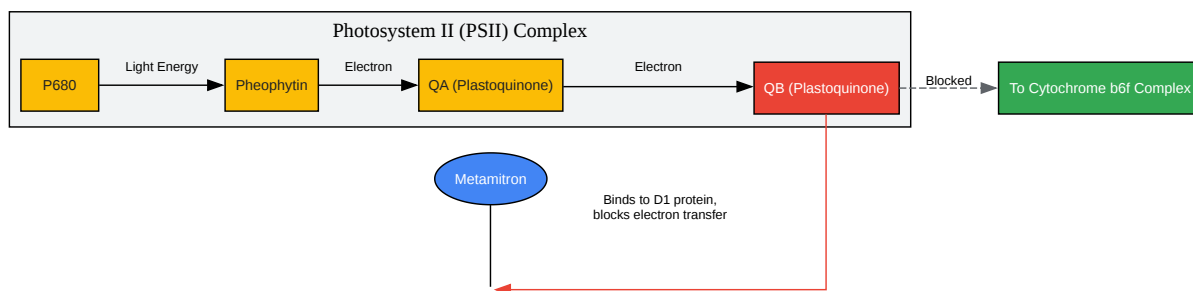 Photosystem II (PSII) Complex
P680
Light Energy
Pheophytin
Electron
QA (Plastoquinone)
Electron
QB (Plastoquinone)
Blocked
To Cytochrome b6f Complex
Metamitron
Binds to D1 protein,
blocks electron transfer